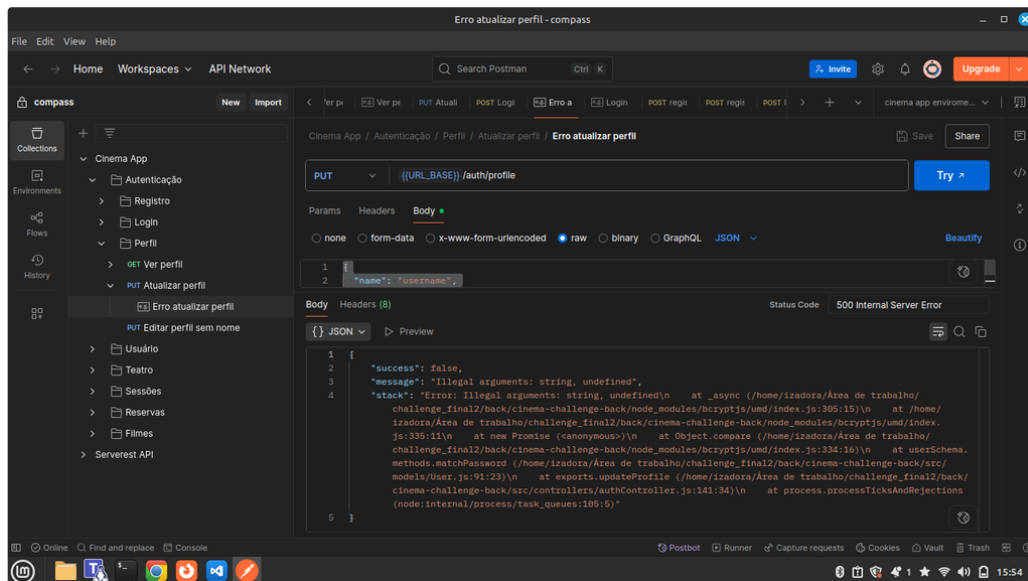 Erro atualizar perfil - compass
File Edit View Help
Home Workspaces API Network
Search Postman Ctrl K
Invite
Upgrade
compass
New Import
Ver pe PUT Atuali POST Logi Erro a Login POST regis POST regis POST
cinema app envirome...
Collections
Environments
Flows
History
Cinema App
Autenticação
Registro
Login
Perfil
GET Ver perfil
PUT Atualizar perfil
Erro atualizar perfil
PUT Editar perfil sem nome
Usuário
Teatro
Sessões
Reservas
Filmes
Serverest API
Cinema App / Autenticação / Perfil / Atualizar perfil / Erro atualizar perfil
Save Share
PUT {{URL_BASE}} /auth/profile
Try
Params Headers Body
none form-data x-www-form-urlencoded raw binary GraphQL JSON
Beautify
1 {
2 "name": "username",
Body Headers (8) Status Code 500 Internal Server Error
{} JSON Preview
1 {
2 "success": false,
3 "message": "Illegal arguments: string, undefined",
4 "stack": "Error: Illegal arguments: string, undefined\n at _async (/home/izadora/Área de trabalho/
challenge_final2/back/cinema-challenge-back/node_modules/bcryptjs/umd/index.js:305:15)\n at /home/
izadora/Área de trabalho/challenge_final2/back/cinema-challenge-back/node_modules/bcryptjs/umd/index.
js:335:11\n at new Promise (<anonymous>)\n at Object.compare (/home/izadora/Área de trabalho/
challenge_final2/back/cinema-challenge-back/node_modules/bcryptjs/umd/index.js:334:16)\n at userSchema.
methods.matchPassword (/home/izadora/Área de trabalho/challenge_final2/back/cinema-challenge-back/src/
models/User.js:91:23)\n at exports.updateProfile (/home/izadora/Área de trabalho/challenge_final2/back/
cinema-challenge-back/src/controllers/authController.js:141:34)\n at process.processTicksAndRejections
(node:internal/process/task_queues:105:5)"
5 }
Online Find and replace Console
Postbot Runner Capture requests Cookies Vault Trash
1 15:54